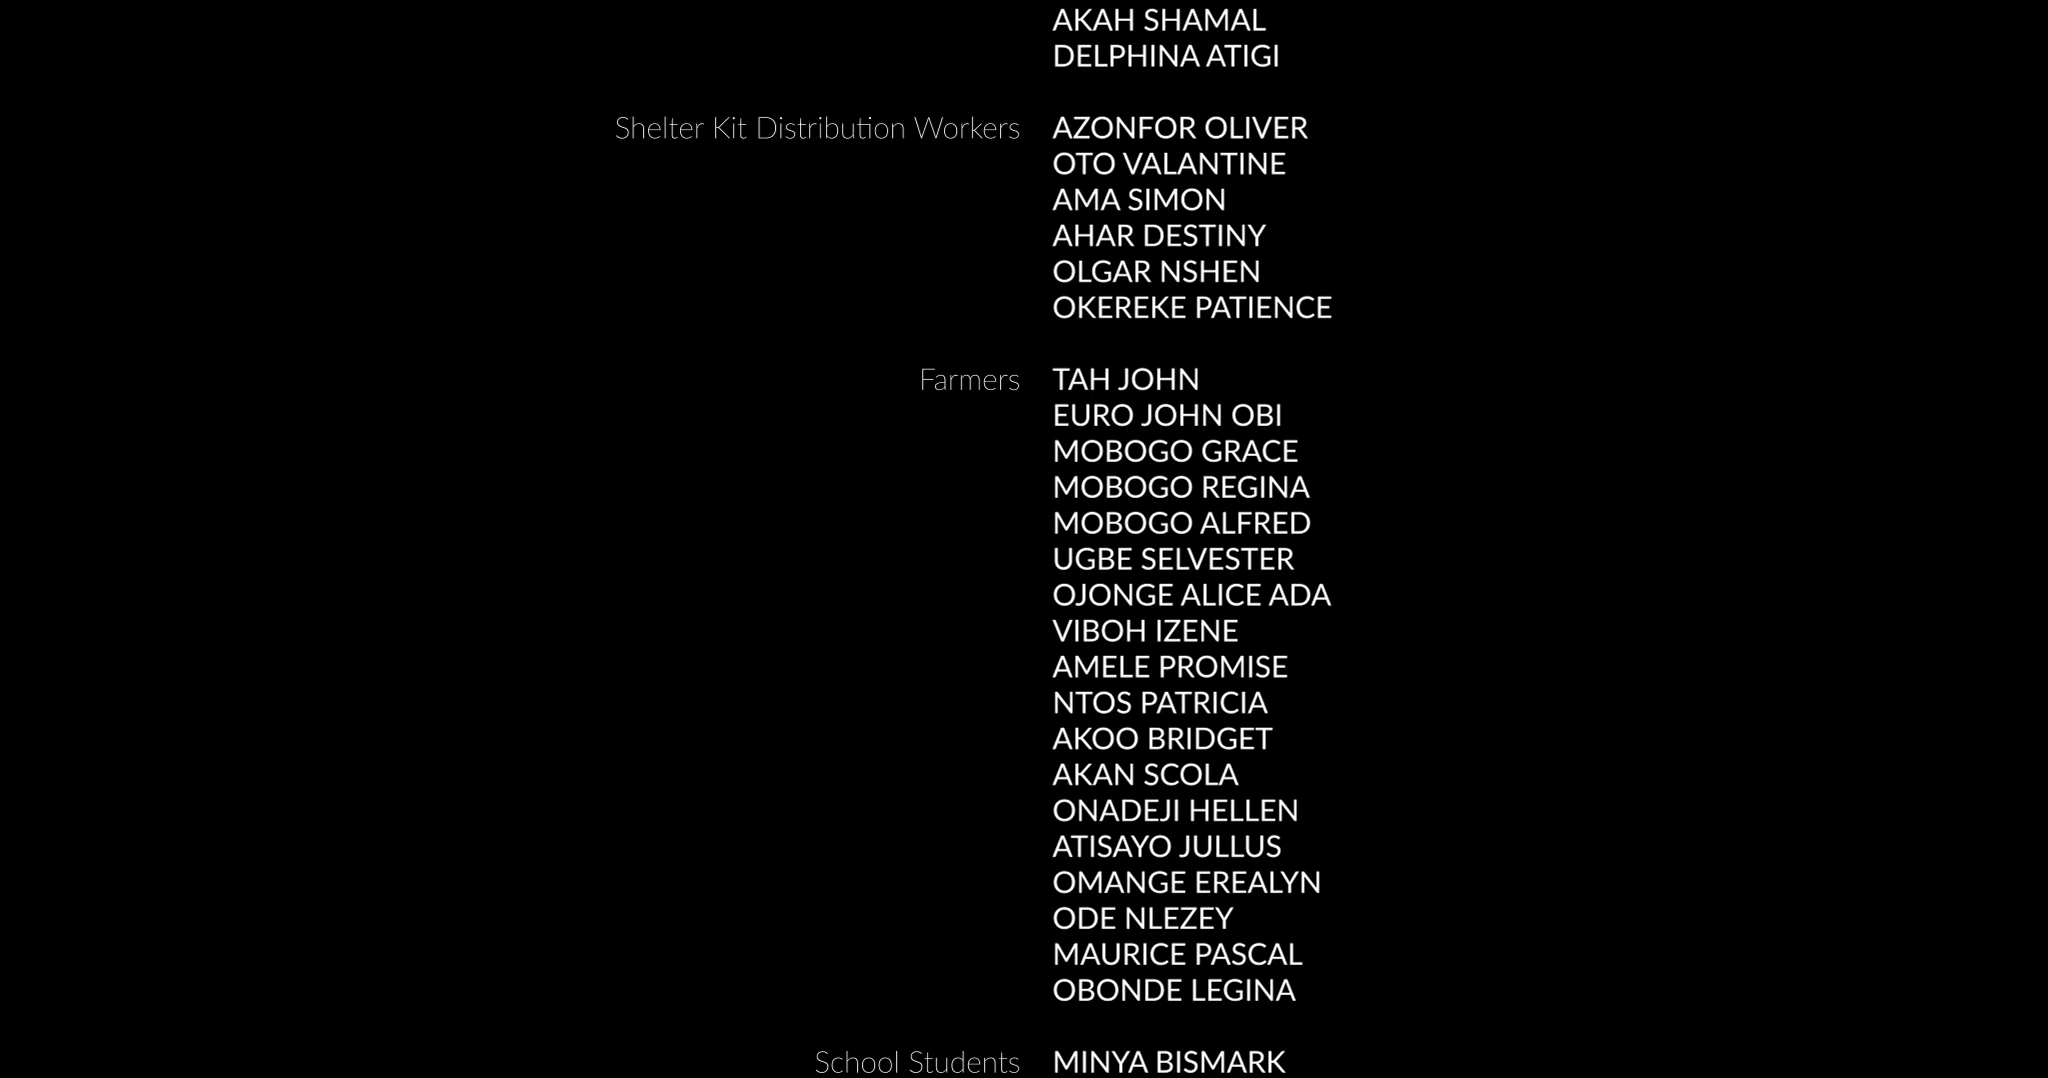 AKAH SHAMAL
DELPHINA ATIGI
Shelter Kit Distribution Workers AZONFOR OLIVER
OTO VALANTINE
AMA SIMON
AHAR DESTINY
OLGAR NSHEN
OKEREKE PATIENCE
Farmers TAH JOHN
EURO JOHN OBI
MOBOGO GRACE
MOBOGO REGINA
MOBOGO ALFRED
UGBE SELVESTER
OJONGE ALICE ADA
VIBOH IZENE
AMELE PROMISE
NTOS PATRICIA
AKOO BRIDGET
AKAN SCOLA
ONADEJI HELLEN
ATISAYO JULLUS
OMANGE EREALYN
ODE NLEZEY
MAURICE PASCAL
OBONDE LEGINA
School Students MINYA BISMARK